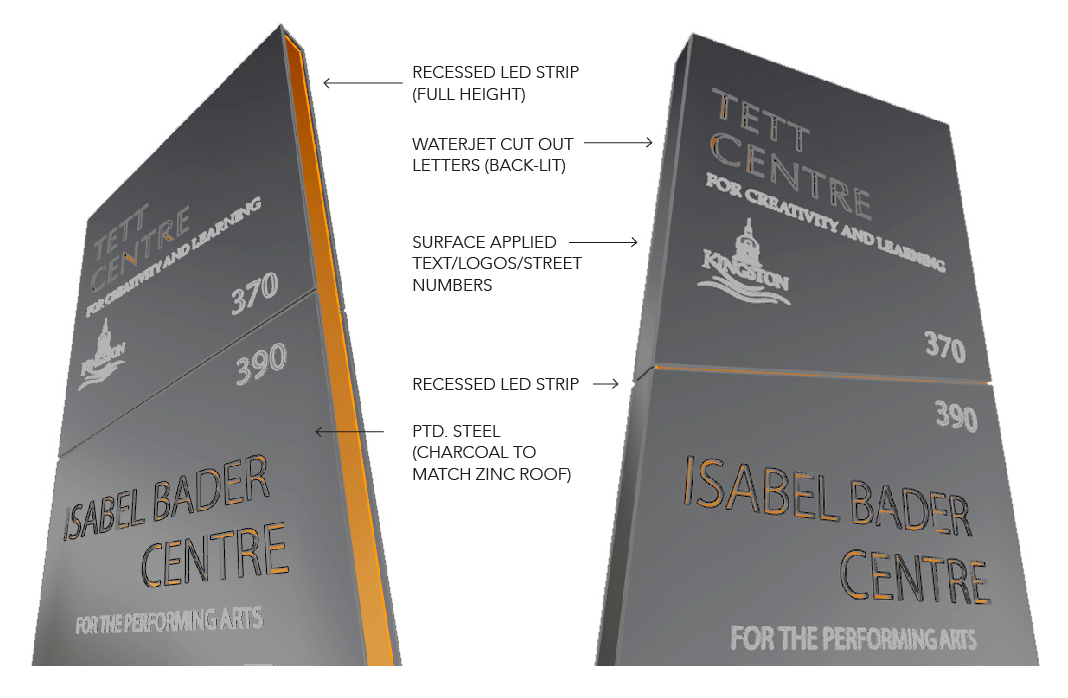 TETT
CENTRE
FOR CREATIVITY AND LEARNING
370
KINGSTON
390
ISABEL BADER
CENTRE
FOR THE PERFORMING ARTS
RECESSED LED STRIP
(FULL HEIGHT)
WATERJET CUT OUT
LETTERS (BACK-LIT)
SURFACE APPLIED
TEXT/LOGOS/STREET
NUMBERS
RECESSED LED STRIP
PTD. STEEL
(CHARCOAL TO
MATCH ZINC ROOF)
TETT
CENTRE
FOR CREATIVITY AND LEARNING
KINGSTON
370
390
ISABEL BADER
CENTRE
FOR THE PERFORMING ARTS